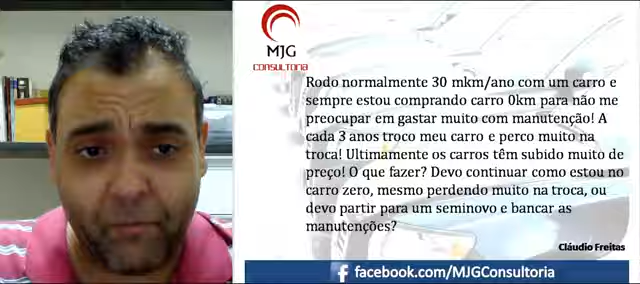 MJG
CONSULTORIA
Rodo normalmente 30 mkm/ano com um carro e
sempre estou comprando carro 0km para não me
preocupar em gastar muito com manutenção! A
cada 3 anos troco meu carro e perco muito na
troca! Ultimamente os carros têm subido muito de
preço! O que fazer? Devo continuar como estou no
carro zero, mesmo perdendo muito na troca, ou
devo partir para um seminovo e bancar as
manutenções?
Cláudio Freitas
facebook.com/MJGConsultoria